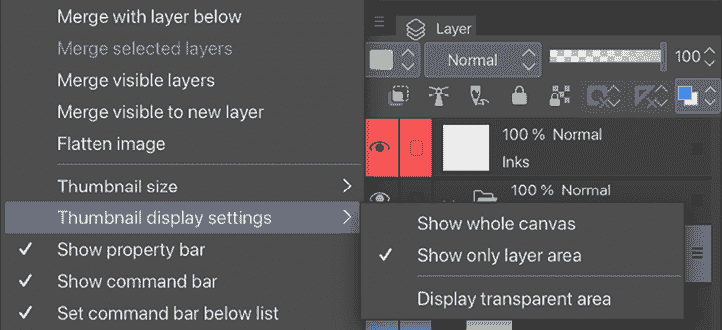 Merge with layer below
Merge selected layers
Merge visible layers
Merge visible to new layer
Flatten image
Thumbnail size
Thumbnail display settings
Show property bar
Show command bar
Set command bar below list
Layer
Normal
100
100 % Normal
Inks
100 % Normal
Show whole canvas
Show only layer area
Display transparent area